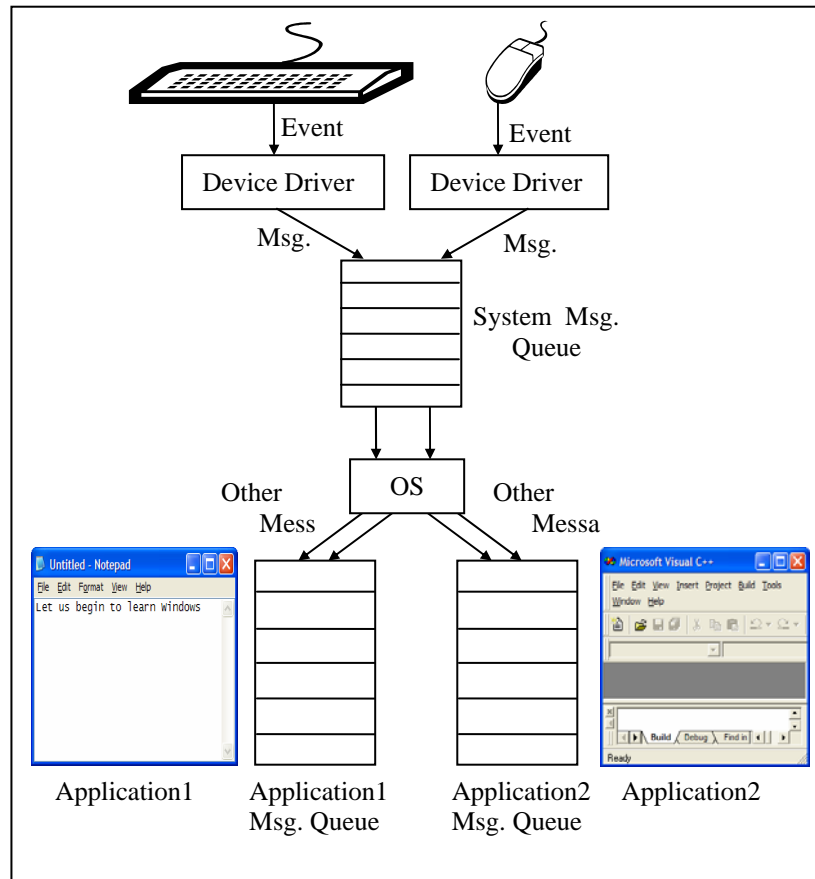 Event
Event
Device Driver
Device Driver
Msg.
Msg.
System Msg.
Queue
OS
Other
Mess
Other
Messa
Untitled - Notepad
File Edit Format View Help
Let us begin to learn Windows
Microsoft Visual C++
File Edit View Insert Project Build Tools
Window Help
Build Debug Find in
Ready
Application1
Application1
Msg. Queue
Application2
Msg. Queue
Application2